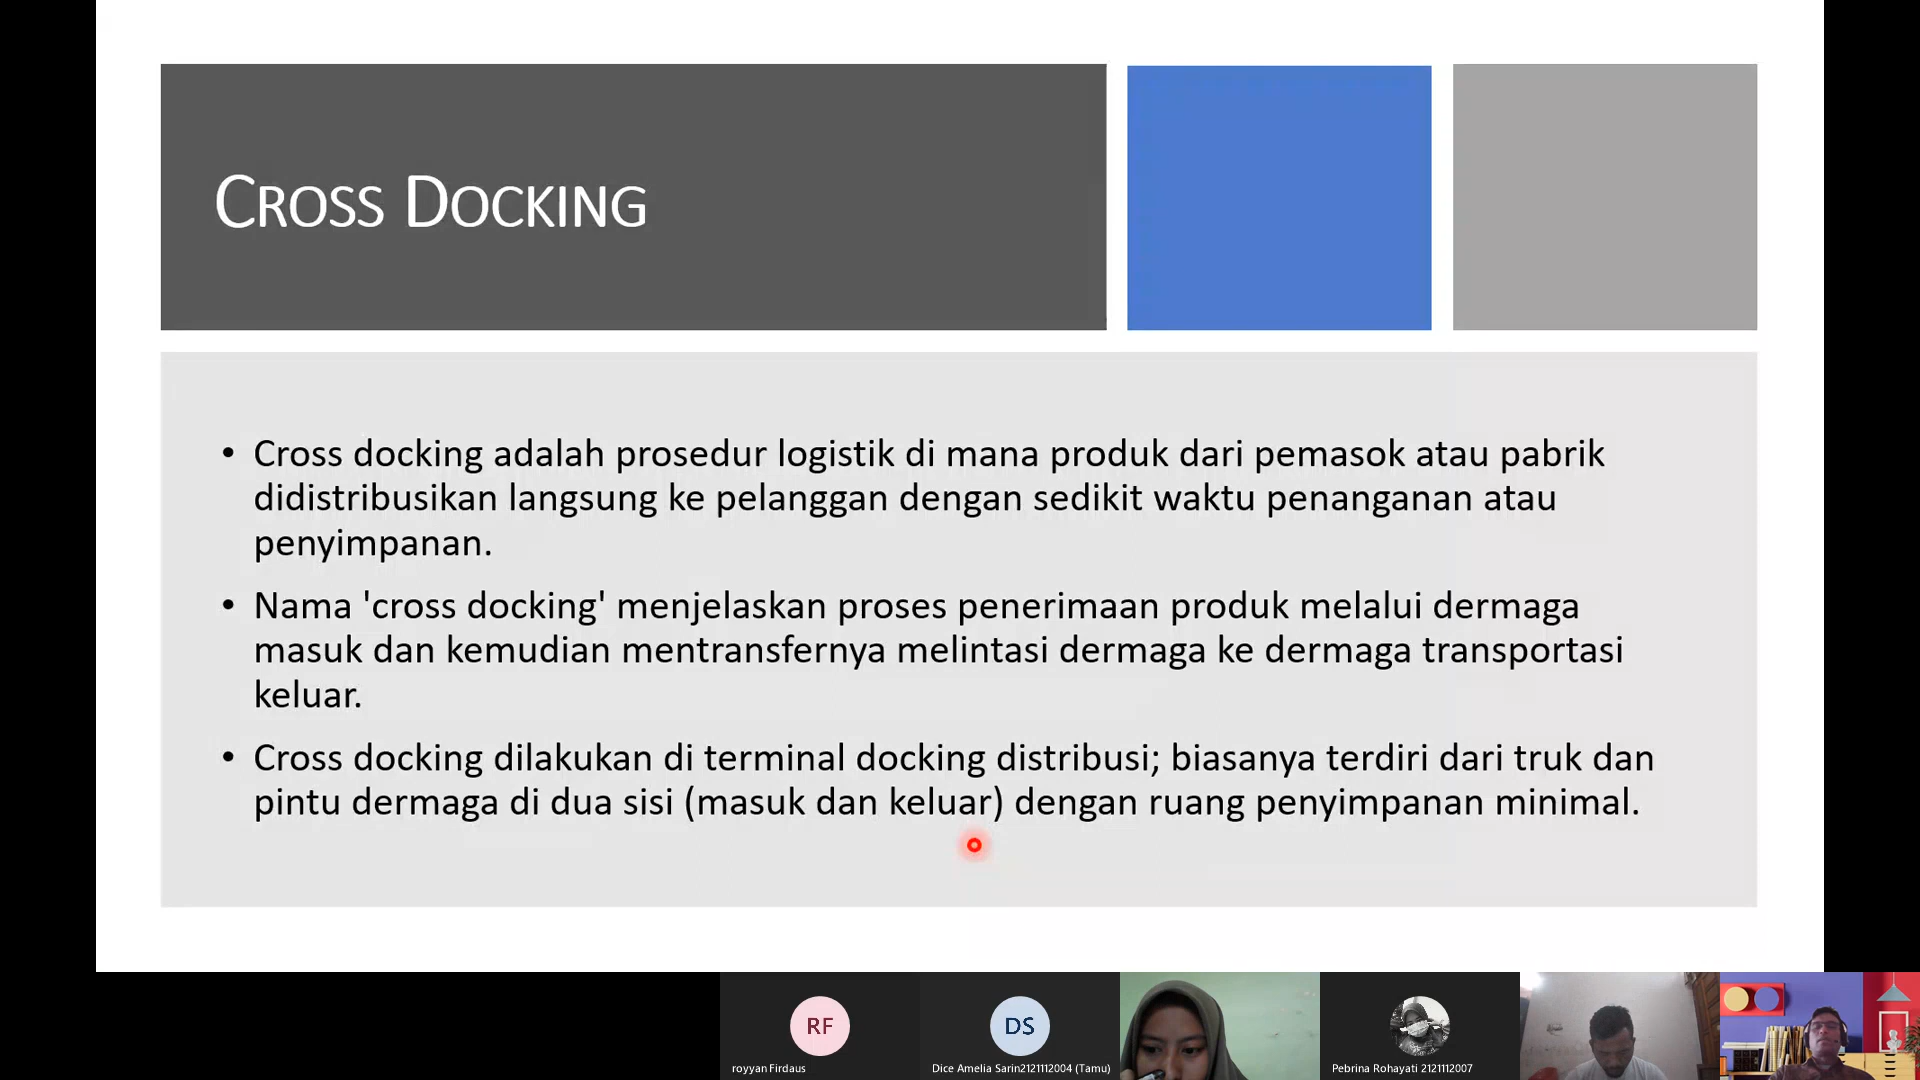 CROSS DOCKING
• Cross docking adalah prosedur logistik di mana produk dari pemasok atau pabrik
didistribusikan langsung ke pelanggan dengan sedikit waktu penanganan atau
penyimpanan.
• Nama 'cross docking' menjelaskan proses penerimaan produk melalui dermaga
masuk dan kemudian mentransfernya melintasi dermaga ke dermaga transportasi
keluar.
• Cross docking dilakukan di terminal docking distribusi; biasanya terdiri dari truk dan
pintu dermaga di dua sisi (masuk dan keluar) dengan ruang penyimpanan minimal.
RF
DS
royyan Firdaus
Dice Amelia Sarin2121112004 (Tamu)
Pebrina Rohayati 2121112007